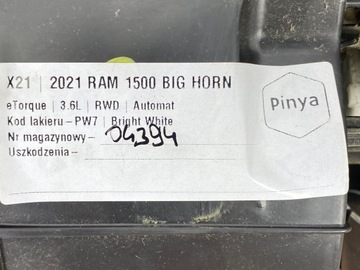 X21 | 2021 RAM 1500 BIG HORN
eTorque | 3.6L | RWD | Automat
Kod lakieru – PW7 | Bright White
Nr magazynowy – 04394
Uszkodzenia –
Pinya